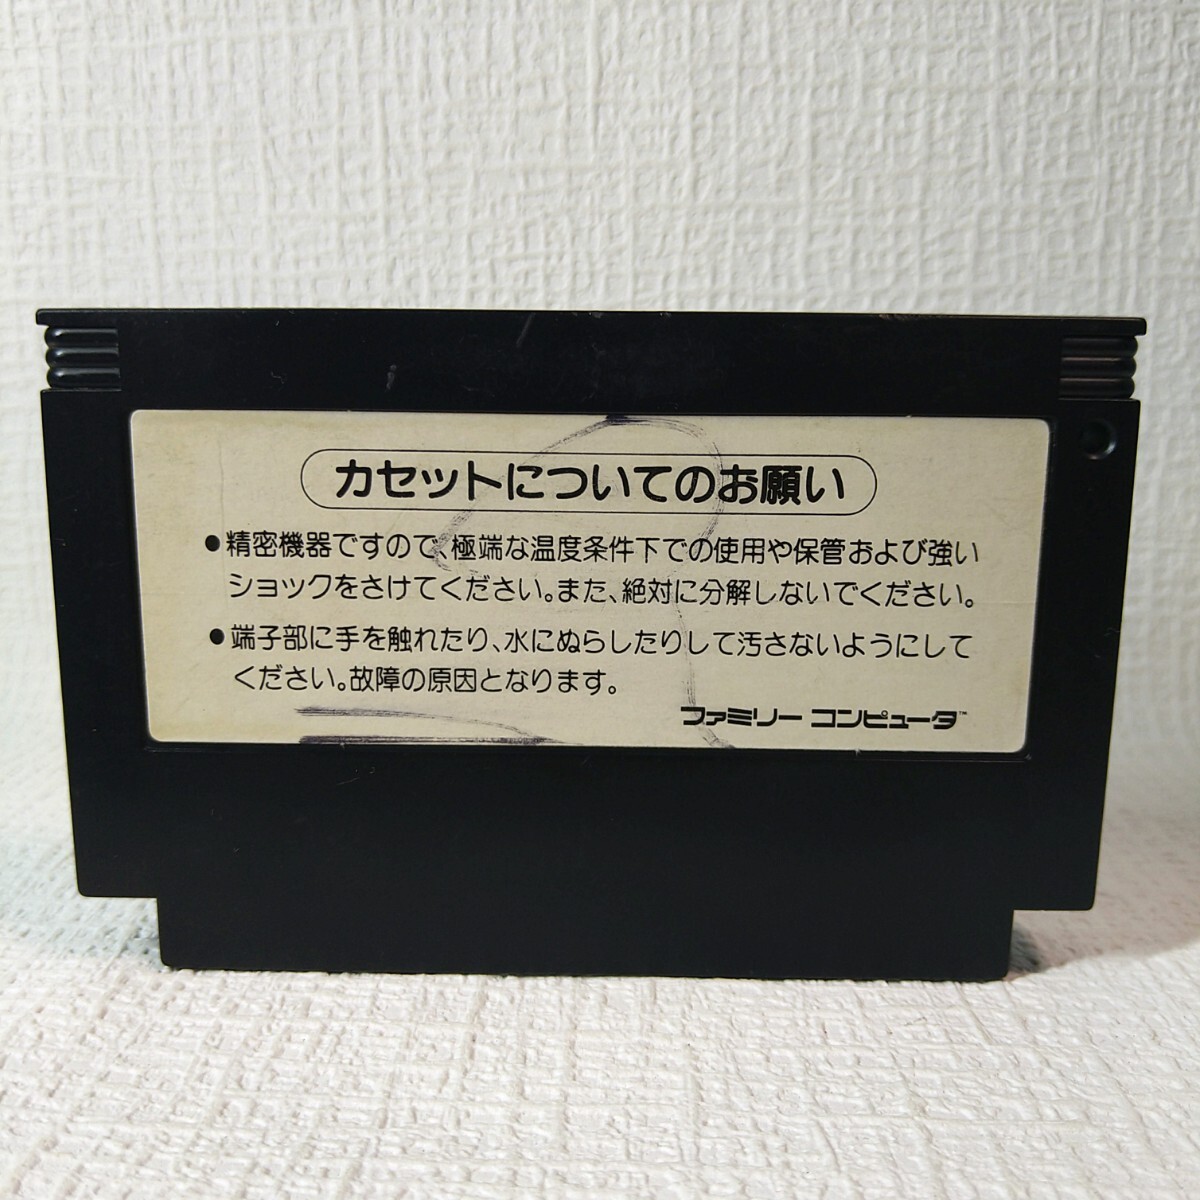 カセットについてのお願い
●精密機器ですので、極端な温度条件下での使用や保管および強い
ショックをさけてください。また、絶対に分解しないでください。
●端子部に手を触れたり、水にぬらしたりして汚さないようにして
ください。故障の原因となります。
ファミリー コンピュータ™